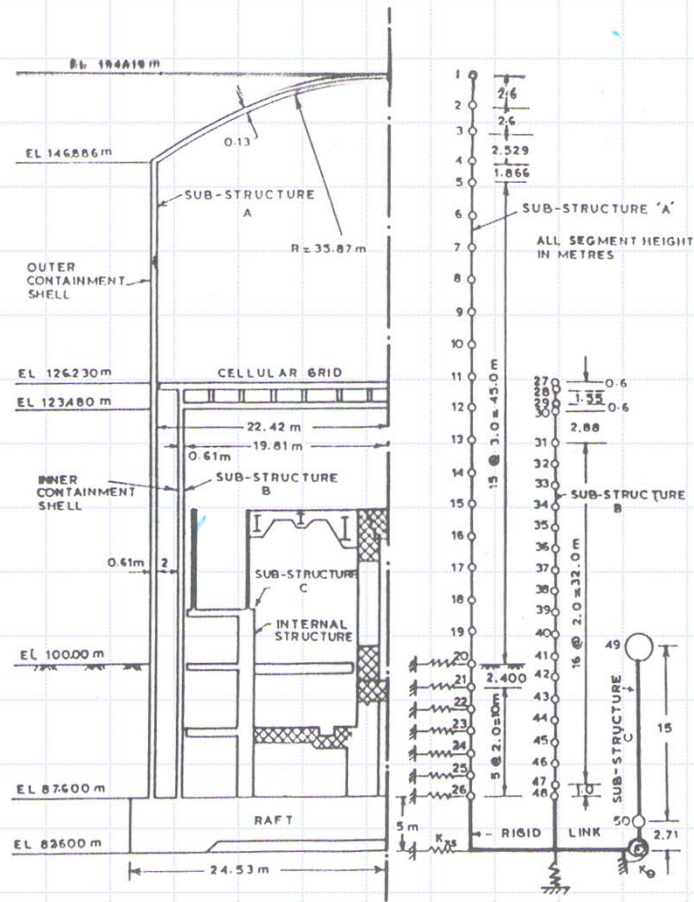 EL 146.886 m
0.13
SUB-STRUCTURE
A
R = 35.87 m
OUTER
CONTAINMENT
SHELL
EL 126.230 m
CELLULAR GRID
EL 123.480 m
22.42 m
19.81 m
0.61m
SUB-STRUCTURE
B
INNER
CONTAINMENT
SHELL
0.61m
2
SUB-STRUCTURE
C
INTERNAL
STRUCTURE
EL 100.00 m
EL 87.600 m
RAFT
5 m
EL 82.600 m
24.53 m
1
2
3
4
5
6
7
8
9
10
11
12
13
14
15
16
17
18
19
20
21
22
23
24
25
26
2.6
2.6
2.529
1.866
SUB-STRUCTURE 'A'
ALL SEGMENT HEIGHT
IN METRES
15 @ 3.0 = 45.0 m
2.400
5 @ 2.0 = 10m
27
28
29
30
31
32
33
34
35
36
37
38
39
40
41
42
43
44
45
46
47
48
0.6
1.55
0.6
2.88
SUB-STRUCTURE
B
16 @ 2.0 = 32.0 m
1.0
49
SUB-STRUCTURE
C
15
50
2.71
RIGID LINK
Kθ